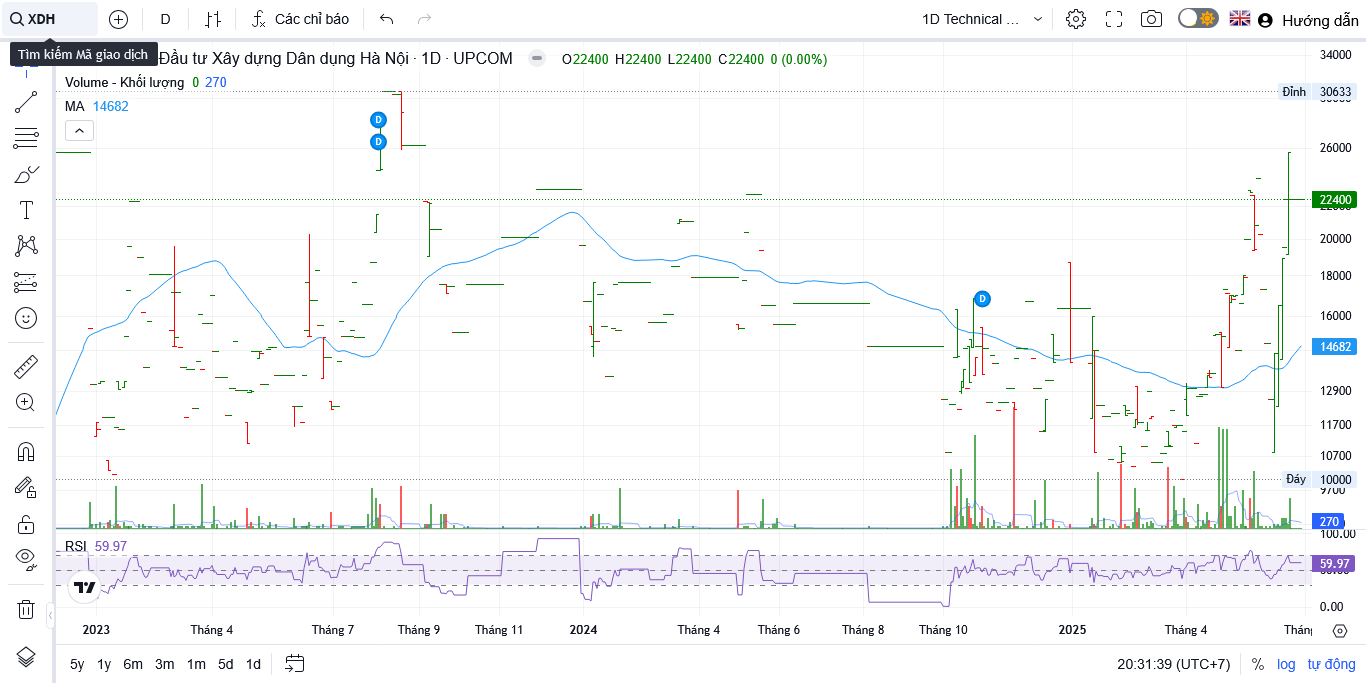 XDH
D
Các chỉ báo
1D Technical ...
Hướng dẫn
Tìm kiếm Mã giao dịch
Đầu tư Xây dựng Dân dụng Hà Nội · 1D · UPCOM
O22400 H22400 L22400 C22400 0 (0.00%)
Volume - Khối lượng 0 270
MA 14682
34000
Đỉnh 30633
D
D
26000
22400
20000
18000
D
16000
14682
12900
11700
10700
Đáy 10000
9700
270
100.00
RSI 59.97
59.97
0.00
2023
Tháng 4
Tháng 7
Tháng 9
Tháng 11
2024
Tháng 4
Tháng 6
Tháng 8
Tháng 10
2025
Tháng 4
Thán
5y 1y 6m 3m 1m 5d 1d
20:31:39 (UTC+7)
% log tự động